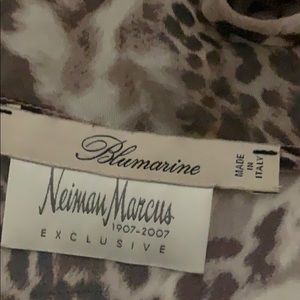 Blumarine
MADE
IN
ITALY
Neiman Marcus
1907-2007
EXCLUSIVE